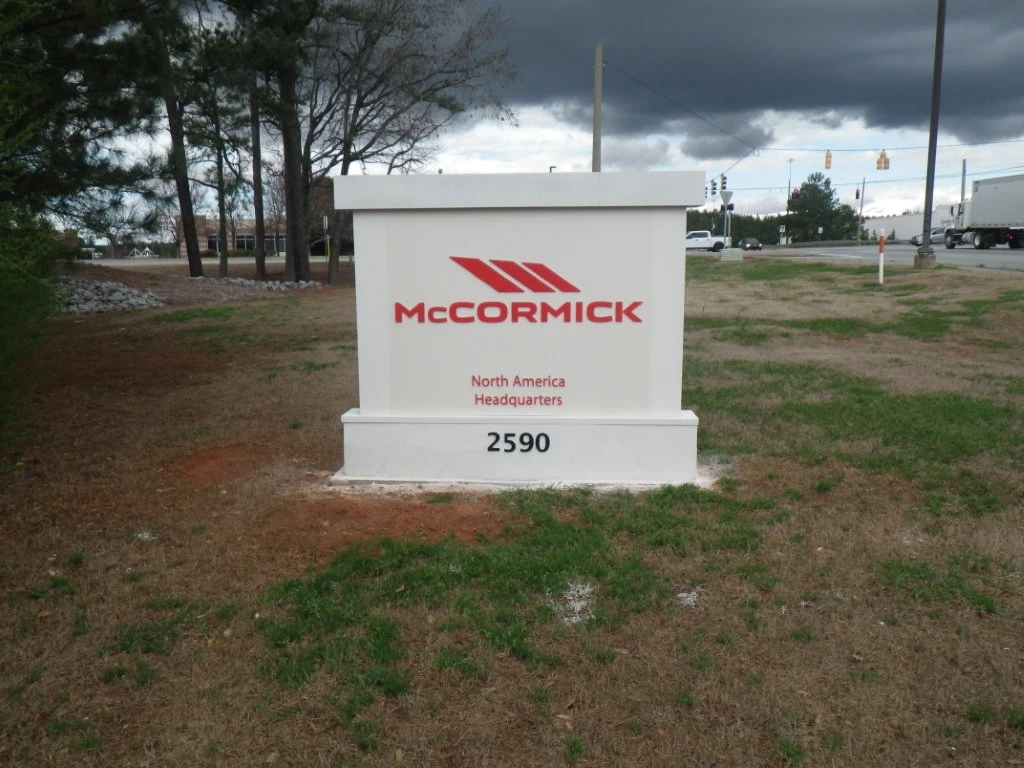 McCORMICK
North America
Headquarters
2590